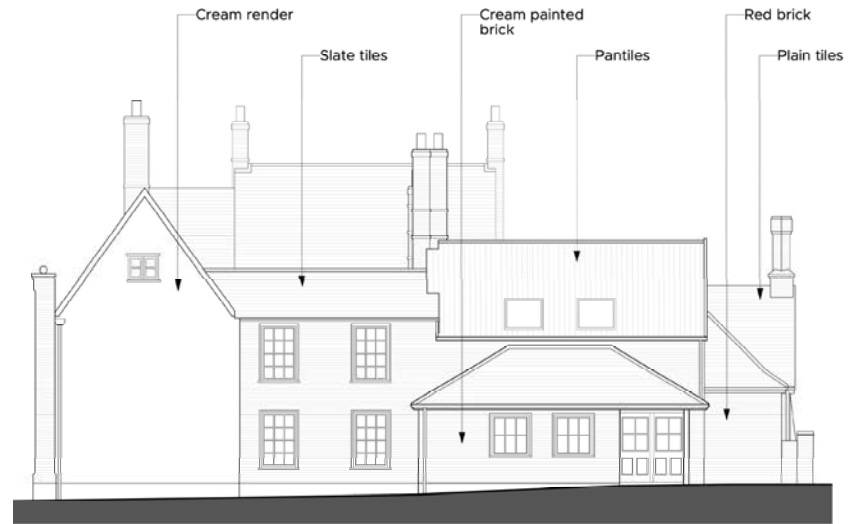 Cream render
Cream painted
brick
Red brick
Slate tiles
Pantiles
Plain tiles